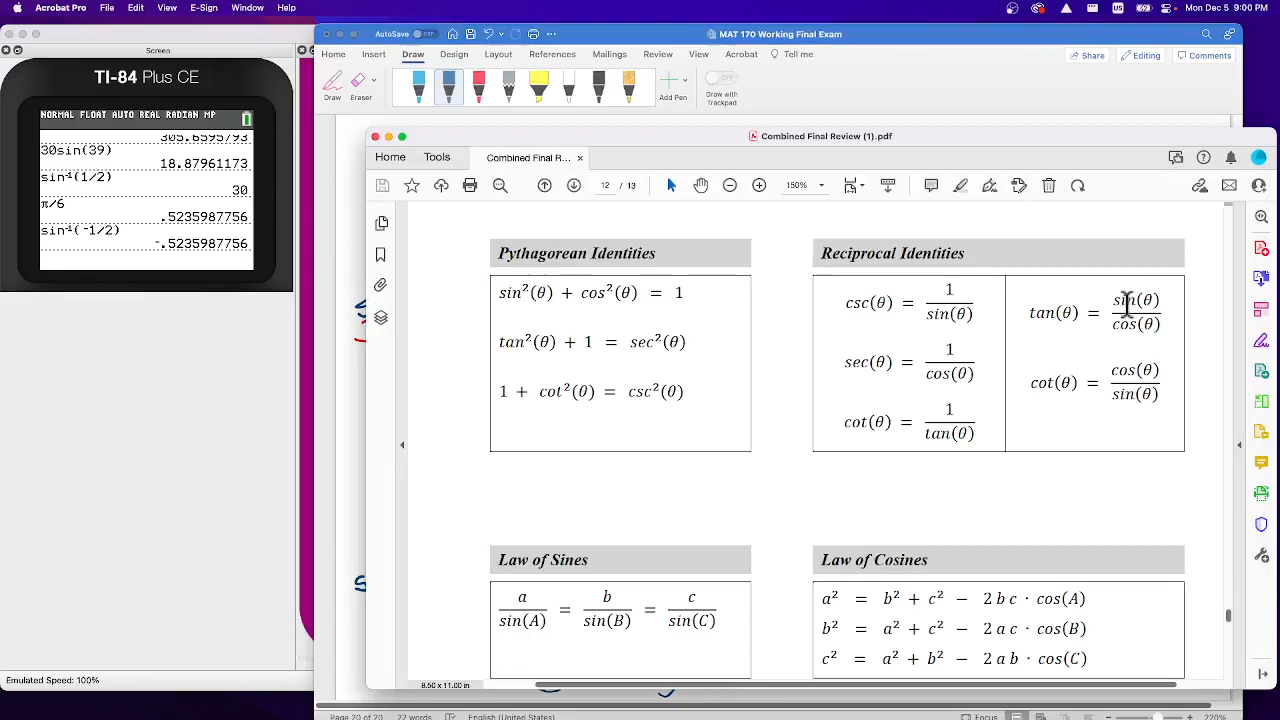 Acrobat Pro File Edit View E-Sign Window Help
US
Mon Dec 5 9:00 PM
Screen
TI-84 Plus CE
NORMAL FLOAT AUTO REAL RADIAN MP
305.6595793
30sin(39)
18.87961173
sin⁻¹(1/2)
30
π/6
.5235987756
sin⁻¹(-1/2)
-.5235987756
Emulated Speed: 100%
AutoSave OFF
MAT 170 Working Final Exam
Home Insert Draw Design Layout References Mailings Review View Acrobat Tell me
Share Editing Comments
Draw Eraser Add Pen Draw with Trackpad
OFF
Combined Final Review (1).pdf
Home Tools Combined Final R... ×
12 / 13 150%
Pythagorean Identities
sin²(θ) + cos²(θ) = 1
tan²(θ) + 1 = sec²(θ)
1 + cot²(θ) = csc²(θ)
Reciprocal Identities
csc(θ) = 1 / sin(θ)
sec(θ) = 1 / cos(θ)
cot(θ) = 1 / tan(θ)
tan(θ) = sin(θ) / cos(θ)
cot(θ) = cos(θ) / sin(θ)
Law of Sines
a / sin(A) = b / sin(B) = c / sin(C)
Law of Cosines
a² = b² + c² − 2 b c · cos(A)
b² = a² + c² − 2 a c · cos(B)
c² = a² + b² − 2 a b · cos(C)
8.50 x 11.00 in
Page 20 of 20 22 words English (United States) Focus 220%